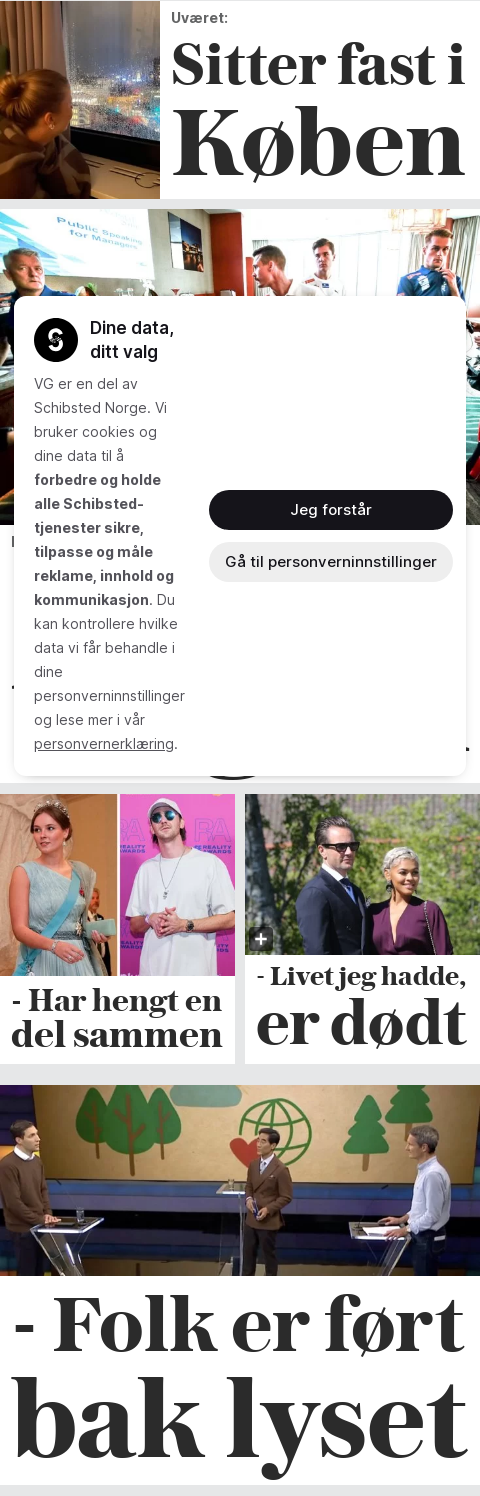 Uværet:
Sitter fast i
Køben
Public Speaking
for Managers
Dine data,
ditt valg
VG er en del av
Schibsted Norge. Vi
bruker cookies og
dine data til å
forbedre og holde
alle Schibsted-
tjenester sikre,
tilpasse og måle
reklame, innhold og
kommunikasjon. Du
kan kontrollere hvilke
data vi får behandle i
dine
personverninnstillinger
og lese mer i vår
personvernerklæring.
Jeg forstår
Gå til personverninnstillinger
- Har hengt en
del sammen
- Livet jeg hadde,
er dødt
- Folk er ført
bak lyset